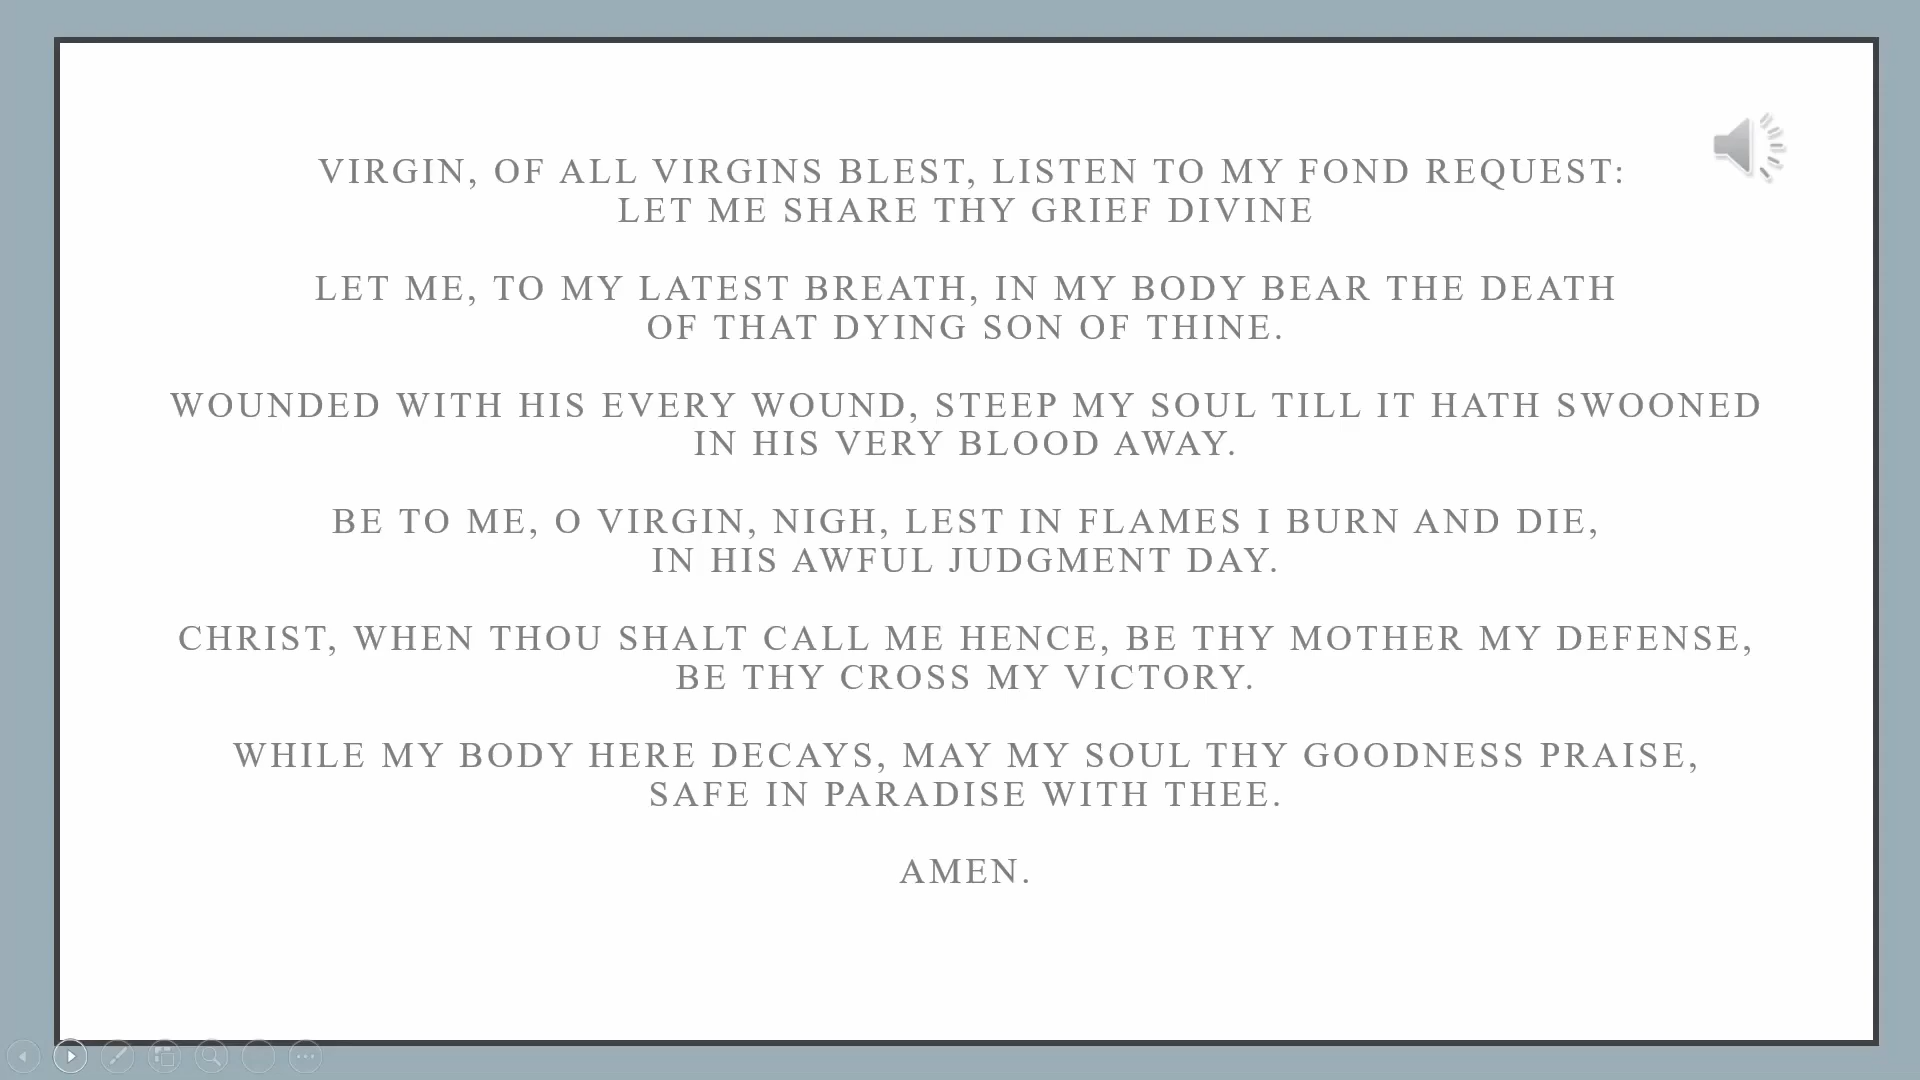 VIRGIN, OF ALL VIRGINS BLEST, LISTEN TO MY FOND REQUEST:
LET ME SHARE THY GRIEF DIVINE
LET ME, TO MY LATEST BREATH, IN MY BODY BEAR THE DEATH
OF THAT DYING SON OF THINE.
WOUNDED WITH HIS EVERY WOUND, STEEP MY SOUL TILL IT HATH SWOONED
IN HIS VERY BLOOD AWAY.
BE TO ME, O VIRGIN, NIGH, LEST IN FLAMES I BURN AND DIE,
IN HIS AWFUL JUDGMENT DAY.
CHRIST, WHEN THOU SHALT CALL ME HENCE, BE THY MOTHER MY DEFENSE,
BE THY CROSS MY VICTORY.
WHILE MY BODY HERE DECAYS, MAY MY SOUL THY GOODNESS PRAISE,
SAFE IN PARADISE WITH THEE.
AMEN.